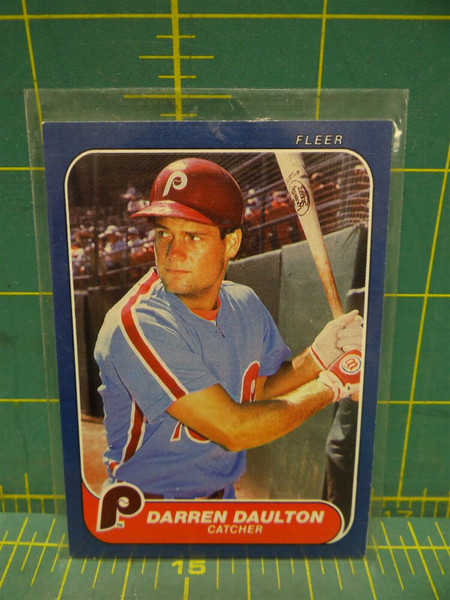 FLEER
P
P
DARREN DAULTON
CATCHER
15